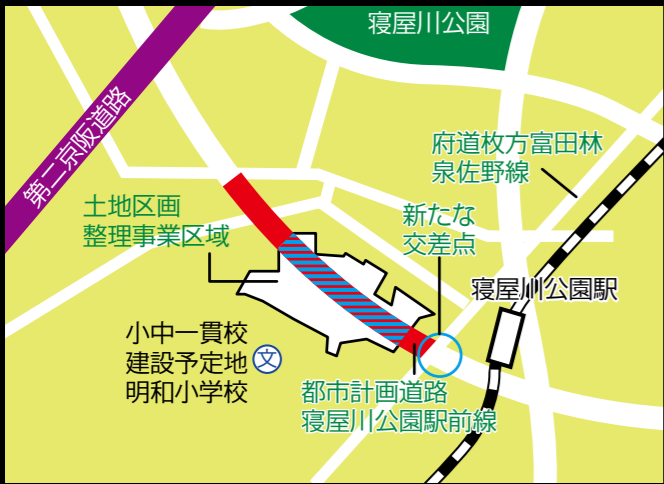 寝屋川公園
第二京阪道路
府道枚方富田林
泉佐野線
土地区画
整理事業区域
新たな
交差点
寝屋川公園駅
小中一貫校
建設予定地
明和小学校
文
都市計画道路
寝屋川公園駅前線